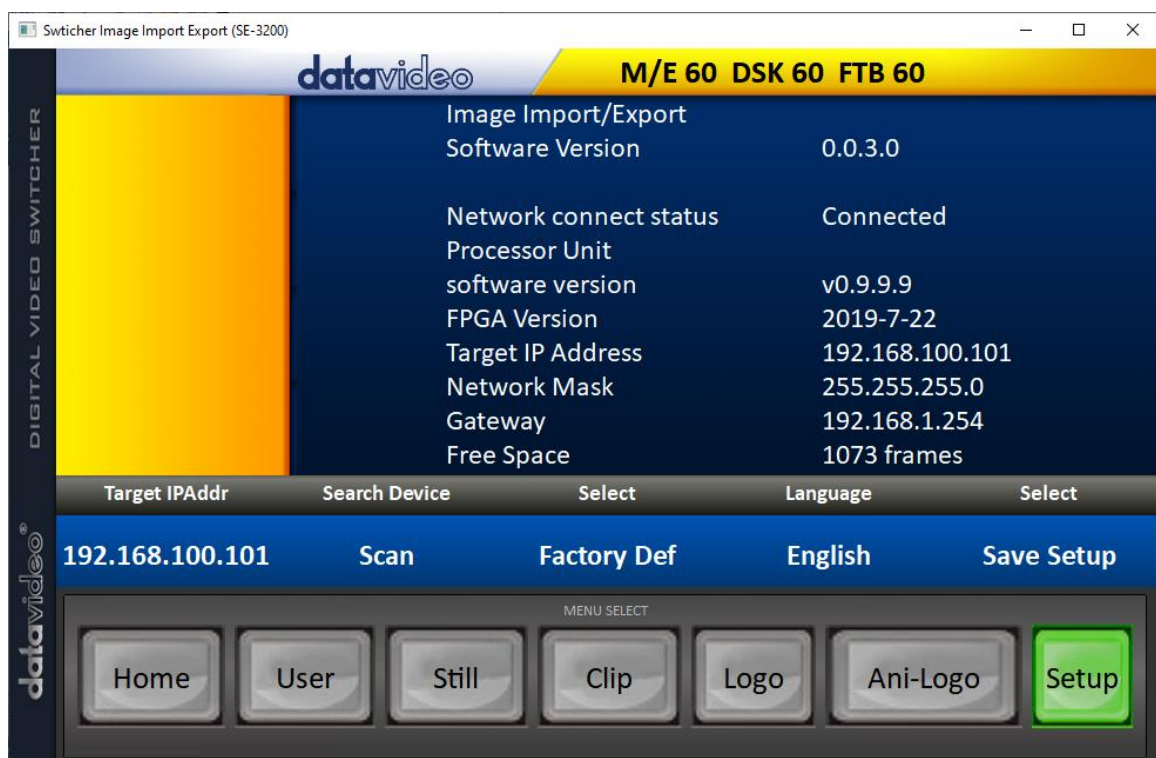 Swticher Image Import Export (SE-3200)
datavideo M/E 60 DSK 60 FTB 60
Image Import/Export
Software Version 0.0.3.0
Network connect status Connected
Processor Unit
software version v0.9.9.9
FPGA Version 2019-7-22
Target IP Address 192.168.100.101
Network Mask 255.255.255.0
Gateway 192.168.1.254
Free Space 1073 frames
Target IPAddr Search Device Select Language Select
192.168.100.101 Scan Factory Def English Save Setup
MENU SELECT
Home User Still Clip Logo Ani-Logo Setup
DIGITAL VIDEO SWITCHER
datavideo®